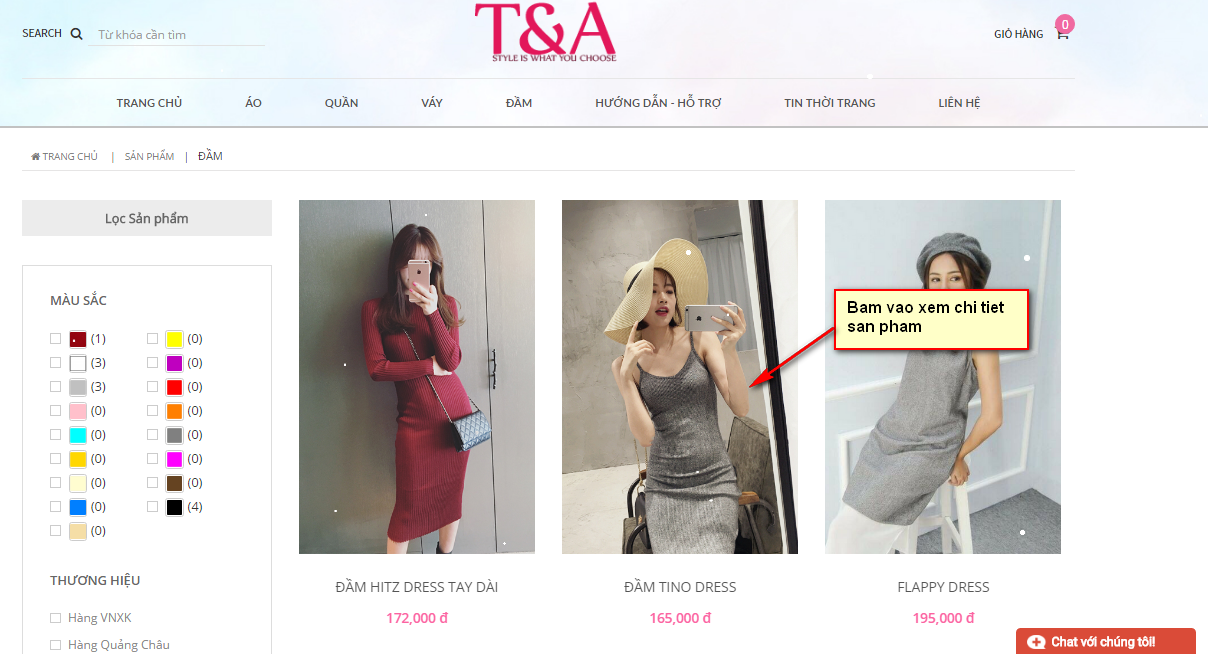 SEARCH
Từ khóa cần tìm
T&A
STYLE IS WHAT YOU CHOOSE
GIỎ HÀNG
0
TRANG CHỦ
ÁO
QUẦN
VÁY
ĐẦM
HƯỚNG DẪN - HỖ TRỢ
TIN THỜI TRANG
LIÊN HỆ
TRANG CHỦ | SẢN PHẨM | ĐẦM
Lọc Sản phẩm
MÀU SẮC
(1) (0)
(3) (0)
(3) (0)
(0) (0)
(0) (0)
(0) (0)
(0) (0)
(0) (4)
(0)
THƯƠNG HIỆU
Hàng VNXK
Hàng Quảng Châu
Bam vao xem chi tiet
san pham
ĐẦM HITZ DRESS TAY DÀI
172,000 đ
ĐẦM TINO DRESS
165,000 đ
FLAPPY DRESS
195,000 đ
Chat với chúng tôi!